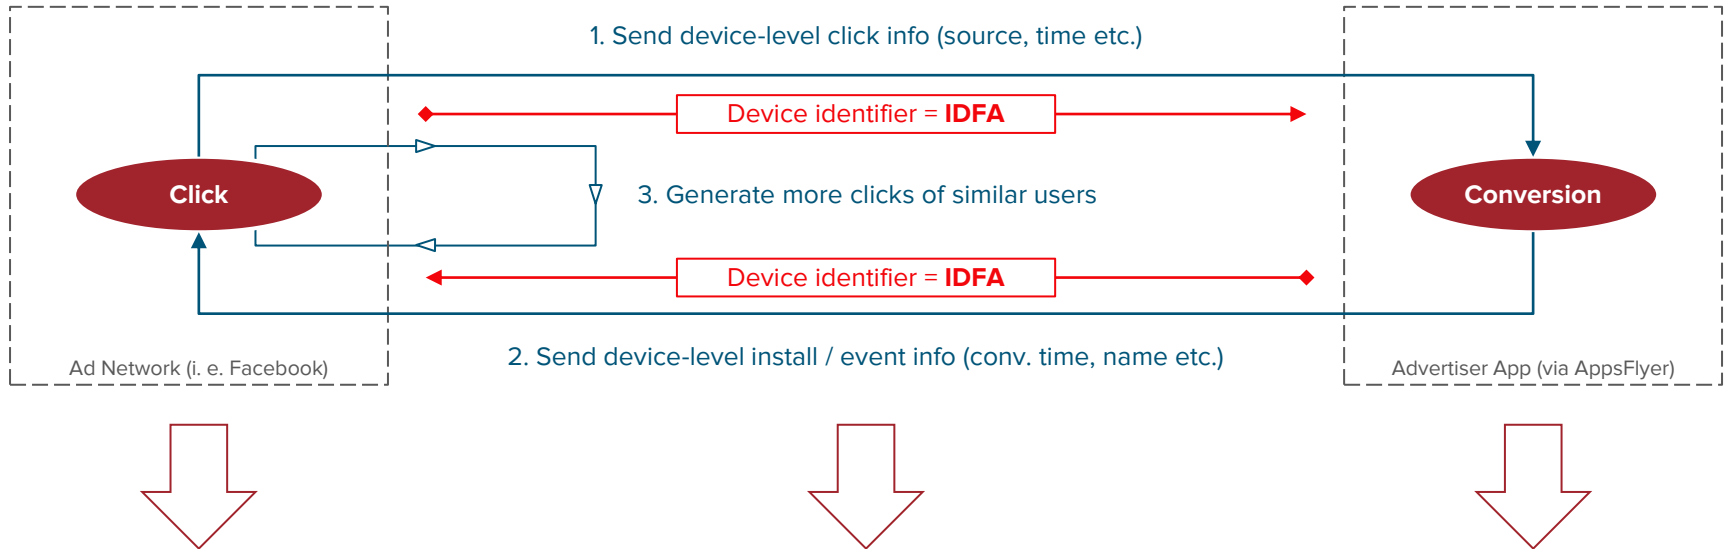 1. Send device-level click info (source, time etc.)
Device identifier = IDFA
Click
3. Generate more clicks of similar users
Conversion
Device identifier = IDFA
2. Send device-level install / event info (conv. time, name etc.)
Ad Network (i. e. Facebook)
Advertiser App (via AppsFlyer)